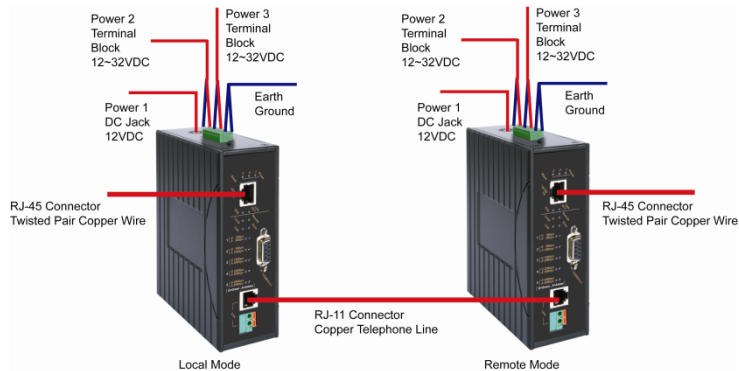 Power 2
Terminal
Block
12~32VDC
Power 3
Terminal
Block
12~32VDC
Power 1
DC Jack
12VDC
Earth
Ground
RJ-45 Connector
Twisted Pair Copper Wire
Local Mode
Power 2
Terminal
Block
12~32VDC
Power 3
Terminal
Block
12~32VDC
Power 1
DC Jack
12VDC
Earth
Ground
RJ-45 Connector
Twisted Pair Copper Wire
Remote Mode
RJ-11 Connector
Copper Telephone Line